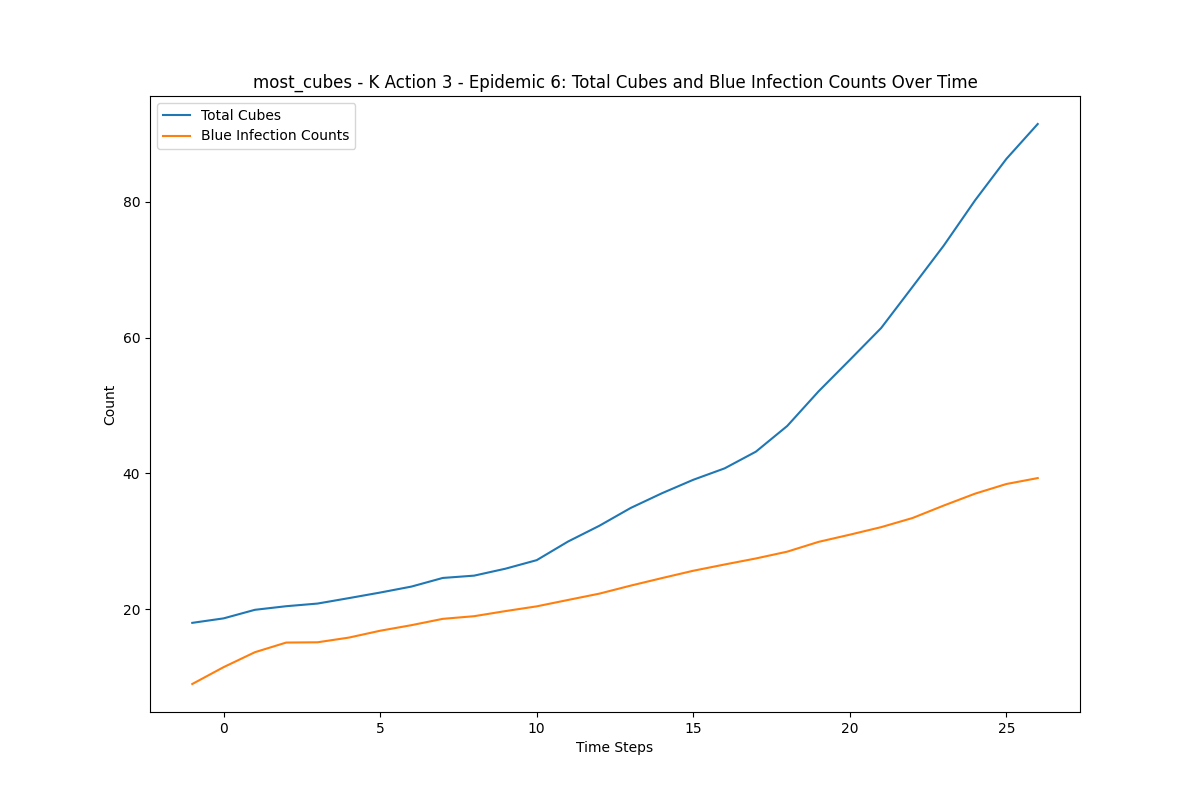 most_cubes - K Action 3 - Epidemic 6: Total Cubes and Blue Infection Counts Over Time
Total Cubes
Blue Infection Counts
80
60
40
20
Count
0 5 10 15 20 25
Time Steps